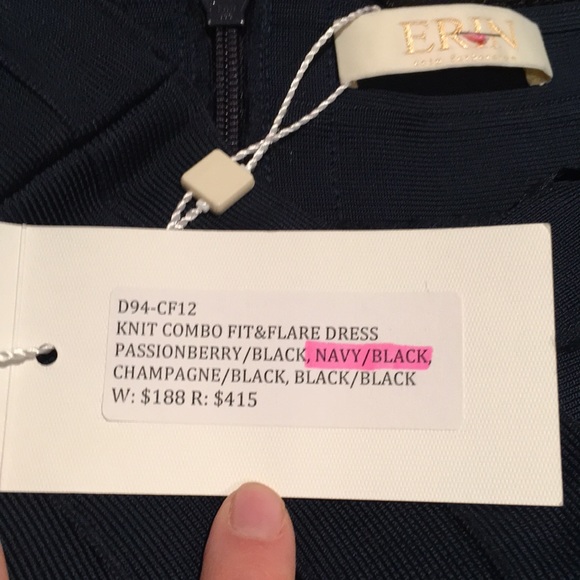 ERIN
D94-CF12
KNIT COMBO FIT&FLARE DRESS
PASSIONBERRY/BLACK, NAVY/BLACK,
CHAMPAGNE/BLACK, BLACK/BLACK
W: $188 R: $415